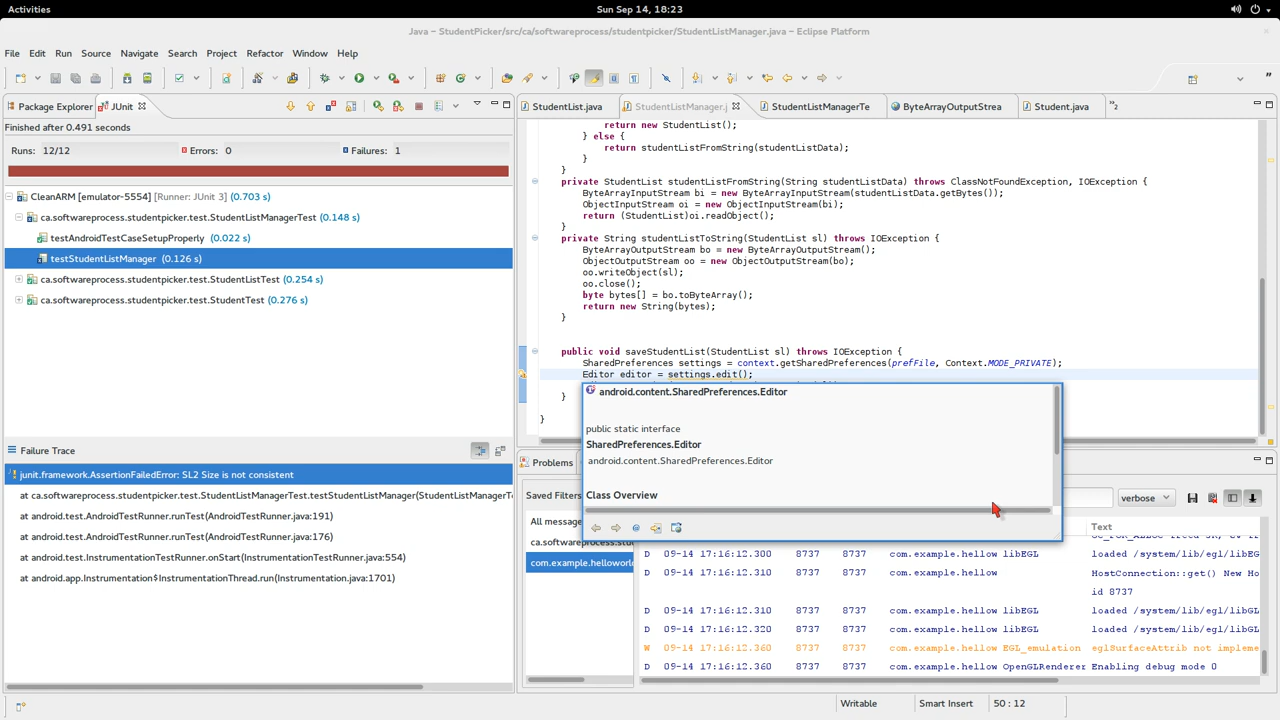 Activities
Sun Sep 14, 18:23
Java – StudentPicker/src/ca/softwareprocess/studentpicker/StudentListManager.java – Eclipse Platform
File Edit Run Source Navigate Search Project Refactor Window Help
Package Explorer JUnit
Finished after 0.491 seconds
Runs: 12/12 Errors: 0 Failures: 1
CleanARM [emulator-5554] [Runner: JUnit 3] (0.703 s)
ca.softwareprocess.studentpicker.test.StudentListManagerTest (0.148 s)
testAndroidTestCaseSetupProperly (0.022 s)
testStudentListManager (0.126 s)
ca.softwareprocess.studentpicker.test.StudentListTest (0.254 s)
ca.softwareprocess.studentpicker.test.StudentTest (0.276 s)
Failure Trace
junit.framework.AssertionFailedError: SL2 Size is not consistent
at ca.softwareprocess.studentpicker.test.StudentListManagerTest.testStudentListManager(StudentListManagerT
at android.test.AndroidTestRunner.runTest(AndroidTestRunner.java:191)
at android.test.AndroidTestRunner.runTest(AndroidTestRunner.java:176)
at android.test.InstrumentationTestRunner.onStart(InstrumentationTestRunner.java:554)
at android.app.Instrumentation$InstrumentationThread.run(Instrumentation.java:1701)
StudentList.java StudentListManager.j StudentListManagerTe ByteArrayOutputStrea Student.java »2
return new StudentList();
} else {
return studentListFromString(studentListData);
}
}
private StudentList studentListFromString(String studentListData) throws ClassNotFoundException, IOException {
ByteArrayInputStream bi = new ByteArrayInputStream(studentListData.getBytes());
ObjectInputStream oi = new ObjectInputStream(bi);
return (StudentList)oi.readObject();
}
private String studentListToString(StudentList sl) throws IOException {
ByteArrayOutputStream bo = new ByteArrayOutputStream();
ObjectOutputStream oo = new ObjectOutputStream(bo);
oo.writeObject(sl);
oo.close();
byte bytes[] = bo.toByteArray();
return new String(bytes);
}
public void saveStudentList(StudentList sl) throws IOException {
SharedPreferences settings = context.getSharedPreferences(prefFile, Context.MODE_PRIVATE);
Editor editor = settings.edit();
}
}
android.content.SharedPreferences.Editor
public static interface
SharedPreferences.Editor
android.content.SharedPreferences.Editor
Class Overview
Problems
Saved Filters
All message
ca.softwareprocess.stu
com.example.helloworld
verbose
Text
D 09-14 17:16:12.300 8737 8737 com.example.hellow libEGL loaded /system/lib/egl/libG
D 09-14 17:16:12.310 8737 8737 com.example.hellow HostConnection::get() New Ho
id 8737
D 09-14 17:16:12.310 8737 8737 com.example.hellow libEGL loaded /system/lib/egl/libG
D 09-14 17:16:12.320 8737 8737 com.example.hellow libEGL loaded /system/lib/egl/libG
W 09-14 17:16:12.360 8737 8737 com.example.hellow EGL_emulation eglSurfaceAttrib not impleme
D 09-14 17:16:12.360 8737 8737 com.example.hellow OpenGLRenderer Enabling debug mode 0
Writable Smart Insert 50 : 12